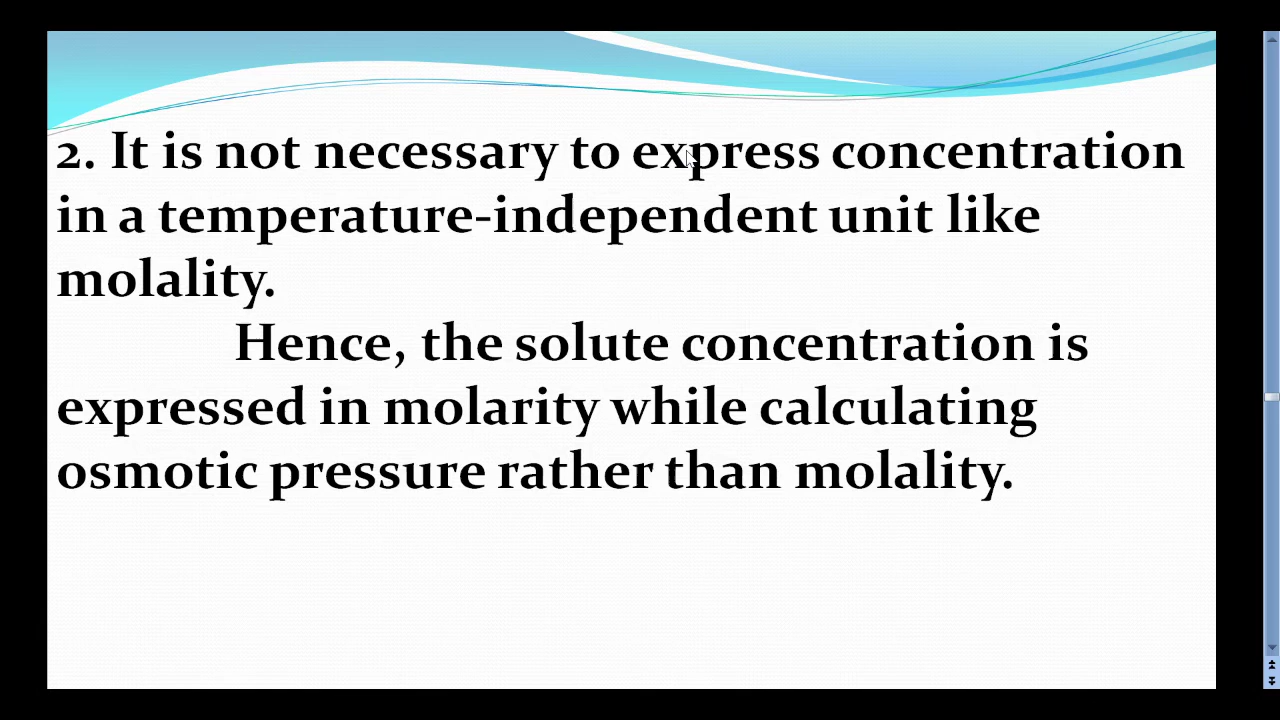 2. It is not necessary to express concentration
in a temperature-independent unit like
molality.
Hence, the solute concentration is
expressed in molarity while calculating
osmotic pressure rather than molality.